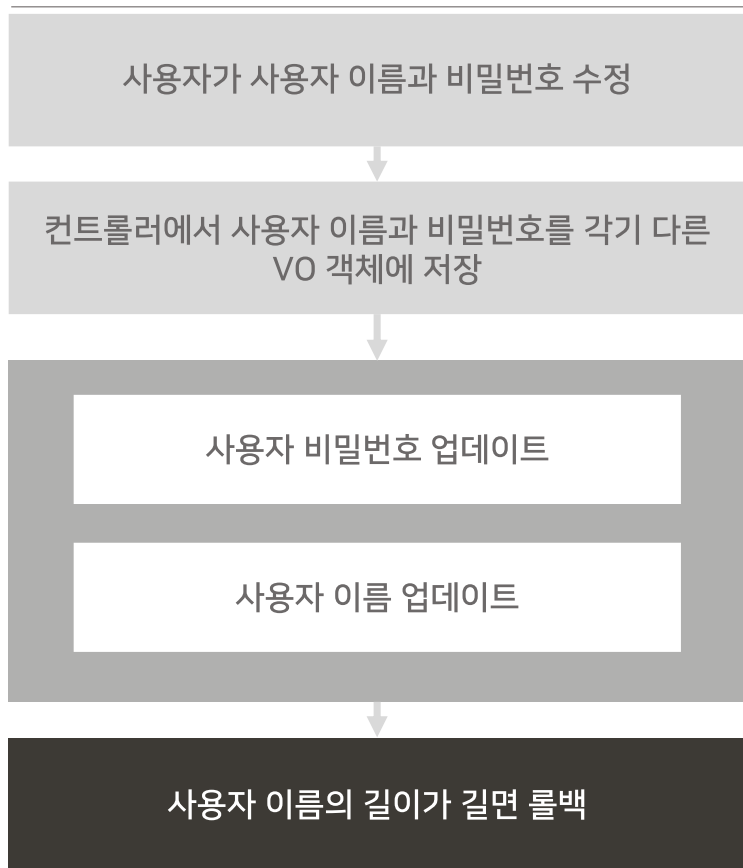 사용자가 사용자 이름과 비밀번호 수정
컨트롤러에서 사용자 이름과 비밀번호를 각기 다른
VO 객체에 저장
사용자 비밀번호 업데이트
사용자 이름 업데이트
사용자 이름의 길이가 길면 롤백